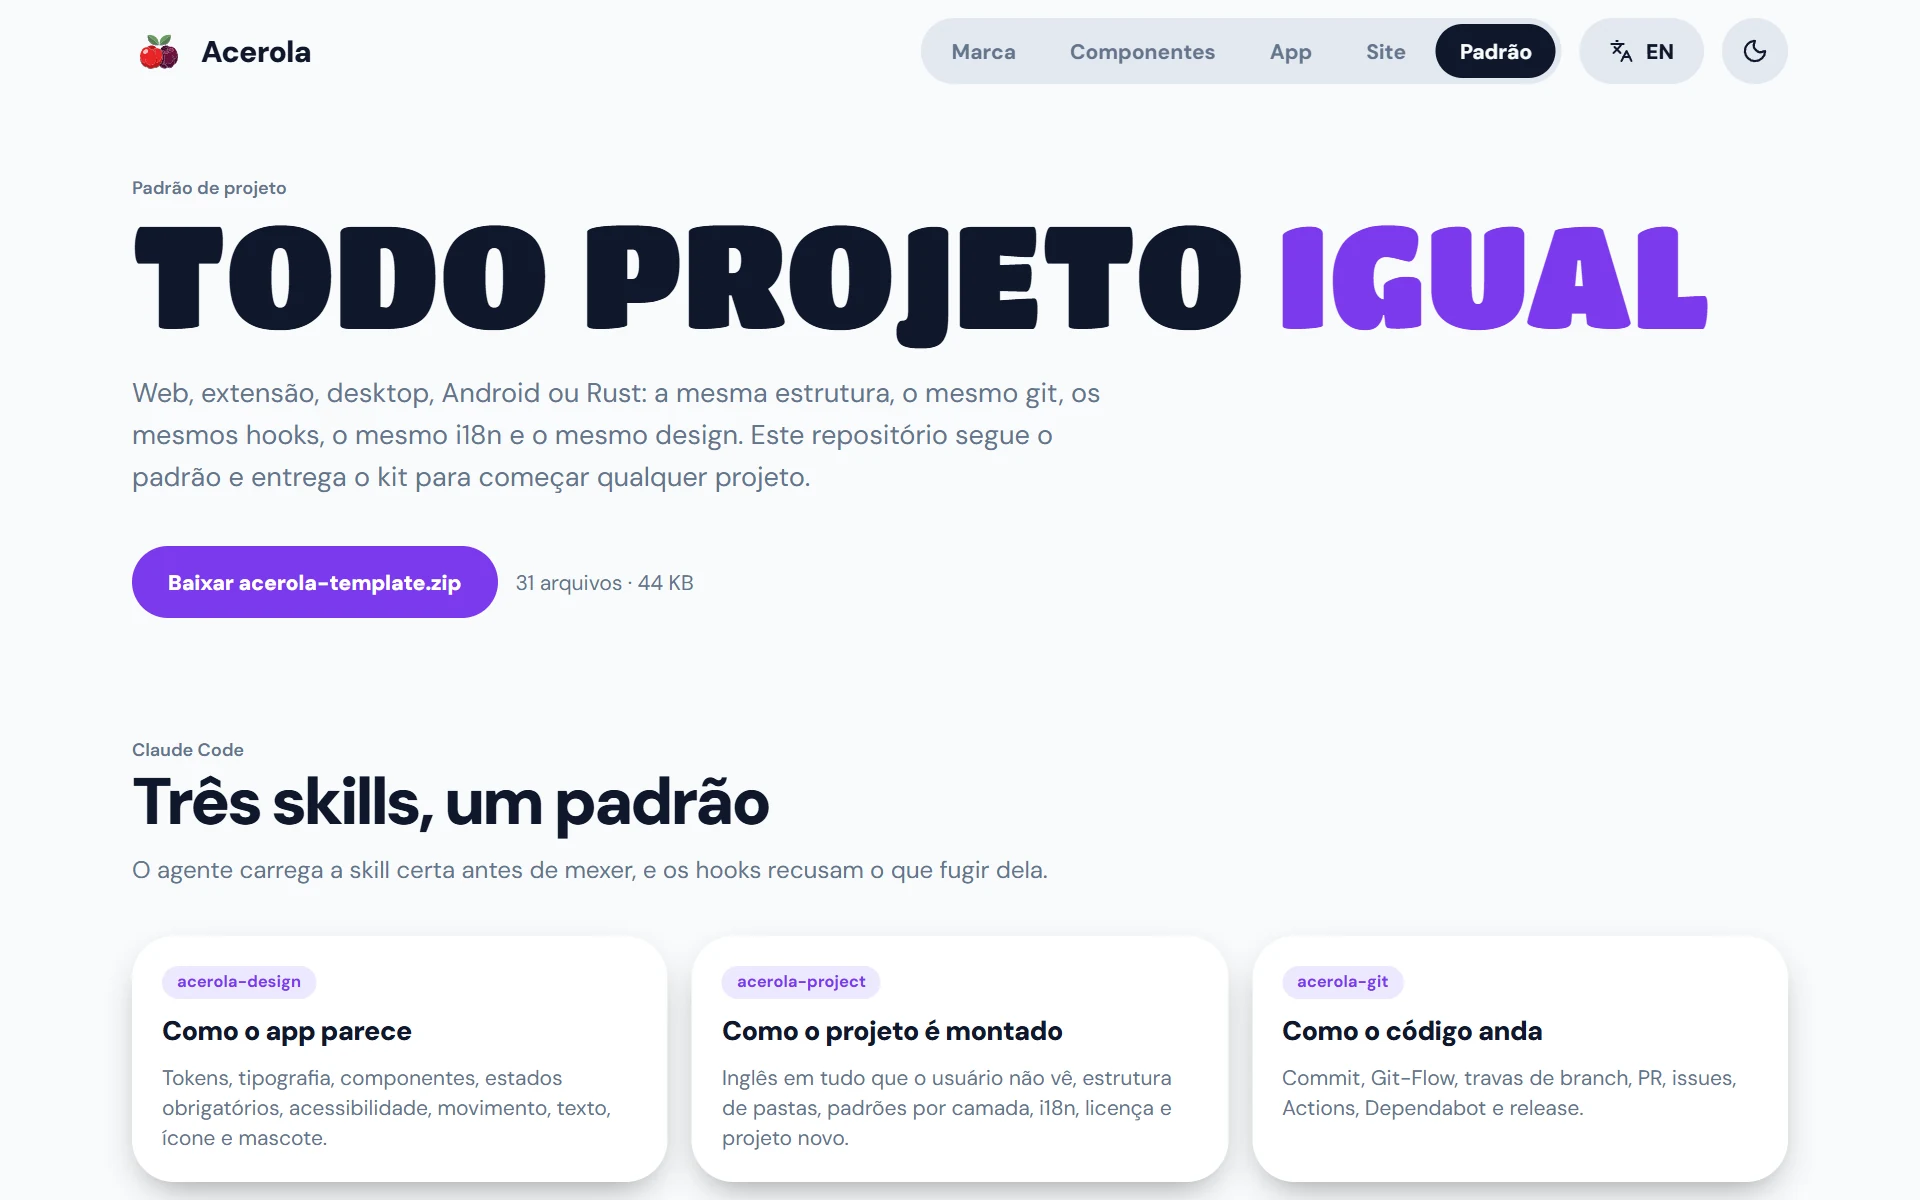 Acerola
Marca
Componentes
App
Site
Padrão
EN
Padrão de projeto
TODO PROJETO IGUAL
Web, extensão, desktop, Android ou Rust: a mesma estrutura, o mesmo git, os
mesmos hooks, o mesmo i18n e o mesmo design. Este repositório segue o
padrão e entrega o kit para começar qualquer projeto.
Baixar acerola-template.zip
31 arquivos · 44 KB
Claude Code
Três skills, um padrão
O agente carrega a skill certa antes de mexer, e os hooks recusam o que fugir dela.
acerola-design
Como o app parece
Tokens, tipografia, componentes, estados
obrigatórios, acessibilidade, movimento, texto,
ícone e mascote.
acerola-project
Como o projeto é montado
Inglês em tudo que o usuário não vê, estrutura
de pastas, padrões por camada, i18n, licença e
projeto novo.
acerola-git
Como o código anda
Commit, Git-Flow, travas de branch, PR, issues,
Actions, Dependabot e release.